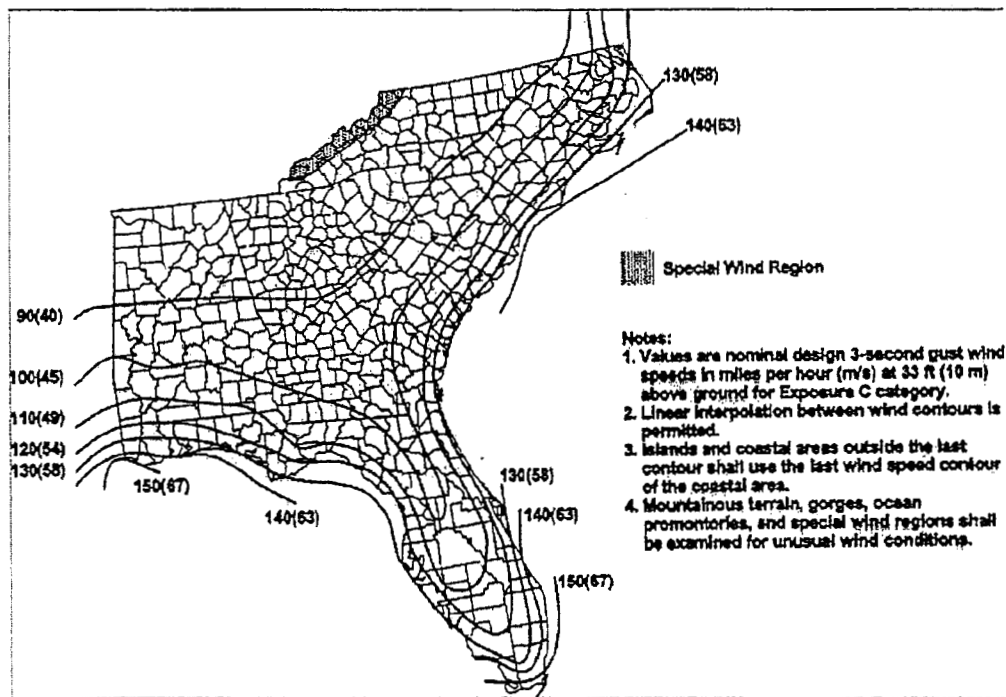 130(58)
140(63)
Special Wind Region
90(40)
100(45)
110(49)
120(54)
130(58)
150(67)
140(63)
130(58)
140(63)
150(67)
Notes:
1. Values are nominal design 3-second gust wind
speeds in miles per hour (m/s) at 33 ft (10 m)
above ground for Exposure C category.
2. Linear interpolation between wind contours is
permitted.
3. Islands and coastal areas outside the last
contour shall use the last wind speed contour
of the coastal area.
4. Mountainous terrain, gorges, ocean
promontories, and special wind regions shall
be examined for unusual wind conditions.